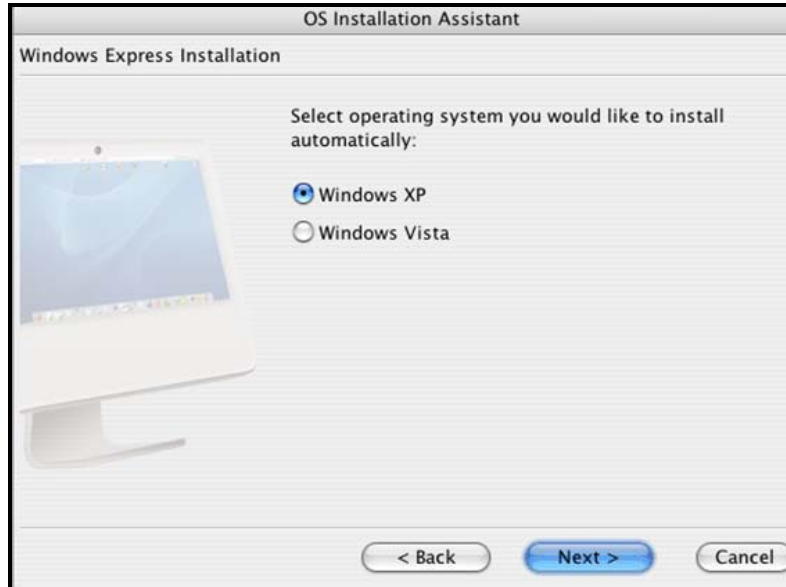 OS Installation Assistant
Windows Express Installation
Select operating system you would like to install
automatically:
Windows XP
Windows Vista
< Back
Next >
Cancel